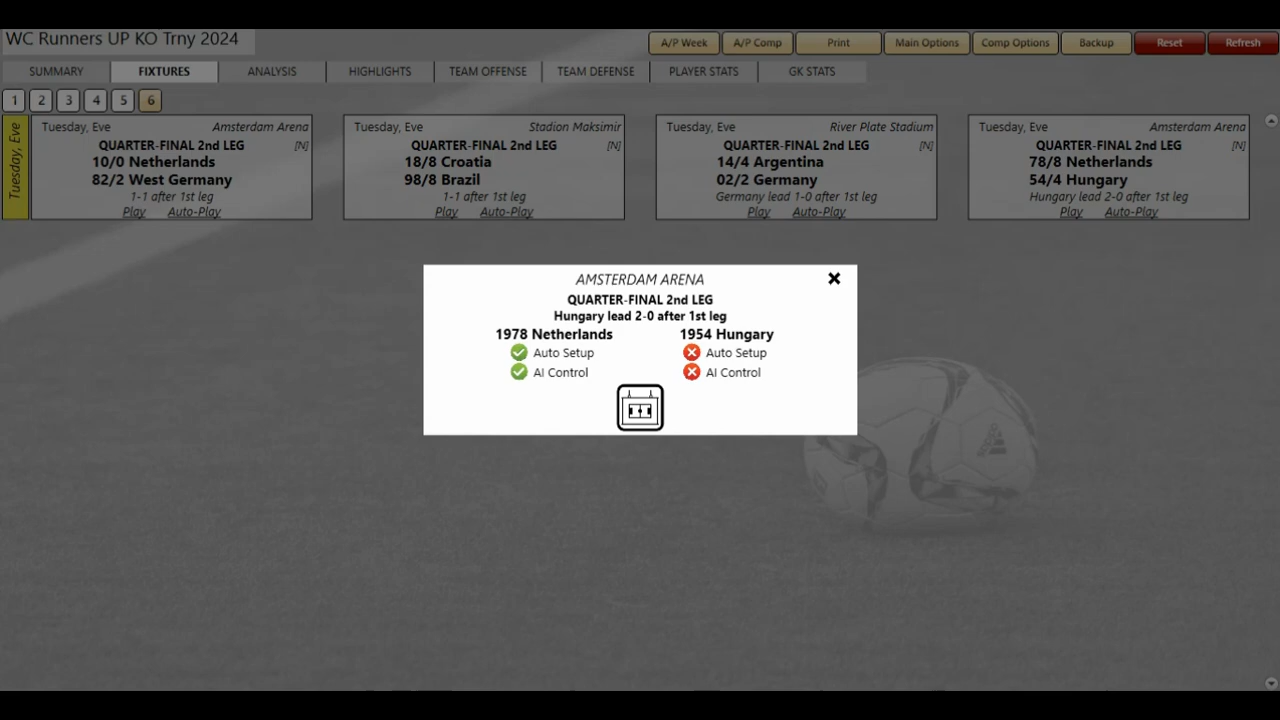 WC Runners UP KO Trny 2024
A/P Week
A/P Comp
Print
Main Options
Comp Options
Backup
Reset
Refresh
SUMMARY
FIXTURES
ANALYSIS
HIGHLIGHTS
TEAM OFFENSE
TEAM DEFENSE
PLAYER STATS
GK STATS
1 2 3 4 5 6
Tuesday, Eve
Tuesday, Eve Amsterdam Arena
QUARTER-FINAL 2nd LEG [N]
10/0 Netherlands
82/2 West Germany
1-1 after 1st leg
Play Auto-Play
Tuesday, Eve Stadion Maksimir
QUARTER-FINAL 2nd LEG [N]
18/8 Croatia
98/8 Brazil
1-1 after 1st leg
Play Auto-Play
Tuesday, Eve River Plate Stadium
QUARTER-FINAL 2nd LEG [N]
14/4 Argentina
02/2 Germany
Germany lead 1-0 after 1st leg
Play Auto-Play
Tuesday, Eve Amsterdam Arena
QUARTER-FINAL 2nd LEG [N]
78/8 Netherlands
54/4 Hungary
Hungary lead 2-0 after 1st leg
Play Auto-Play
AMSTERDAM ARENA
QUARTER-FINAL 2nd LEG
Hungary lead 2-0 after 1st leg
1978 Netherlands 1954 Hungary
Auto Setup Auto Setup
AI Control AI Control